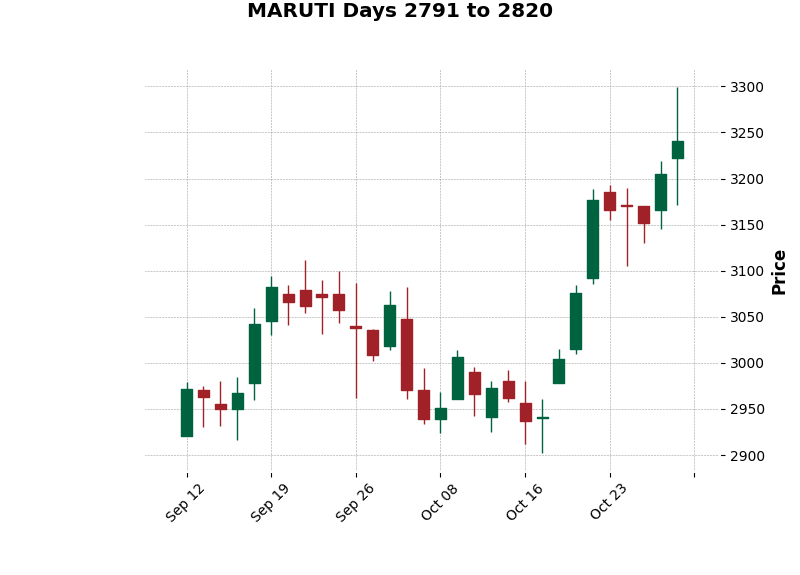 MARUTI Days 2791 to 2820
3300
3250
3200
3150
3100
3050
3000
2950
2900
Price
Sep 12
Sep 19
Sep 26
Oct 08
Oct 16
Oct 23